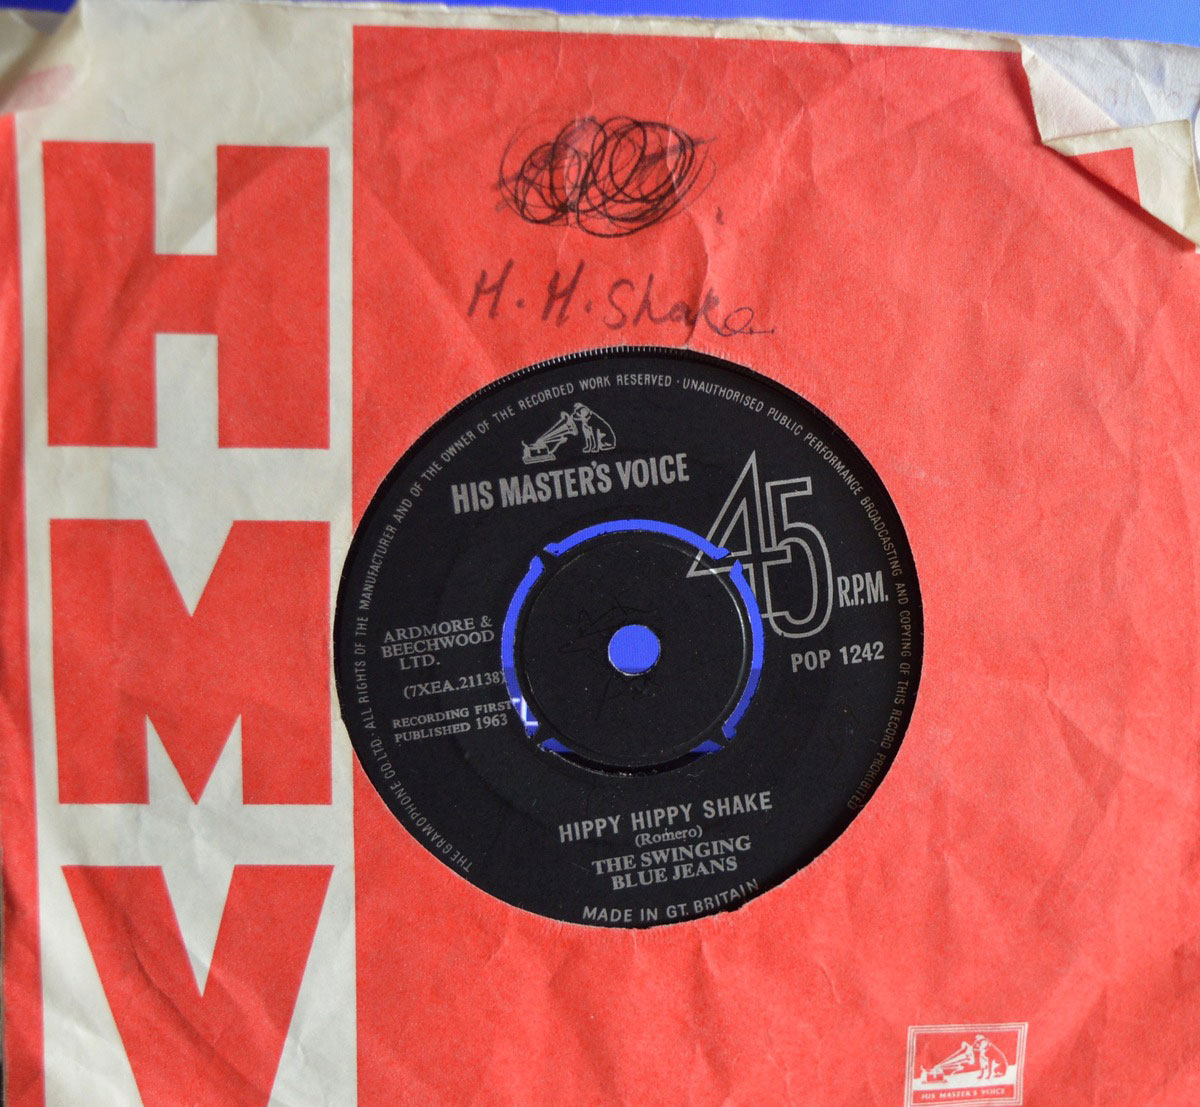 HMV
H. H. Shake
THE GRAMOPHONE CO LTD. · ALL RIGHTS OF THE MANUFACTURER AND OF THE OWNER OF THE RECORDED WORK RESERVED · UNAUTHORISED PUBLIC PERFORMANCE BROADCASTING AND COPYING OF THIS RECORD PROHIBITED
HIS MASTER'S VOICE
45 R.P.M.
ARDMORE &
BEECHWOOD
LTD.
(7XEA.21138)
RECORDING FIRST
PUBLISHED 1963
POP 1242
HIPPY HIPPY SHAKE
(Romero)
THE SWINGING
BLUE JEANS
MADE IN GT. BRITAIN
HIS MASTER'S VOICE